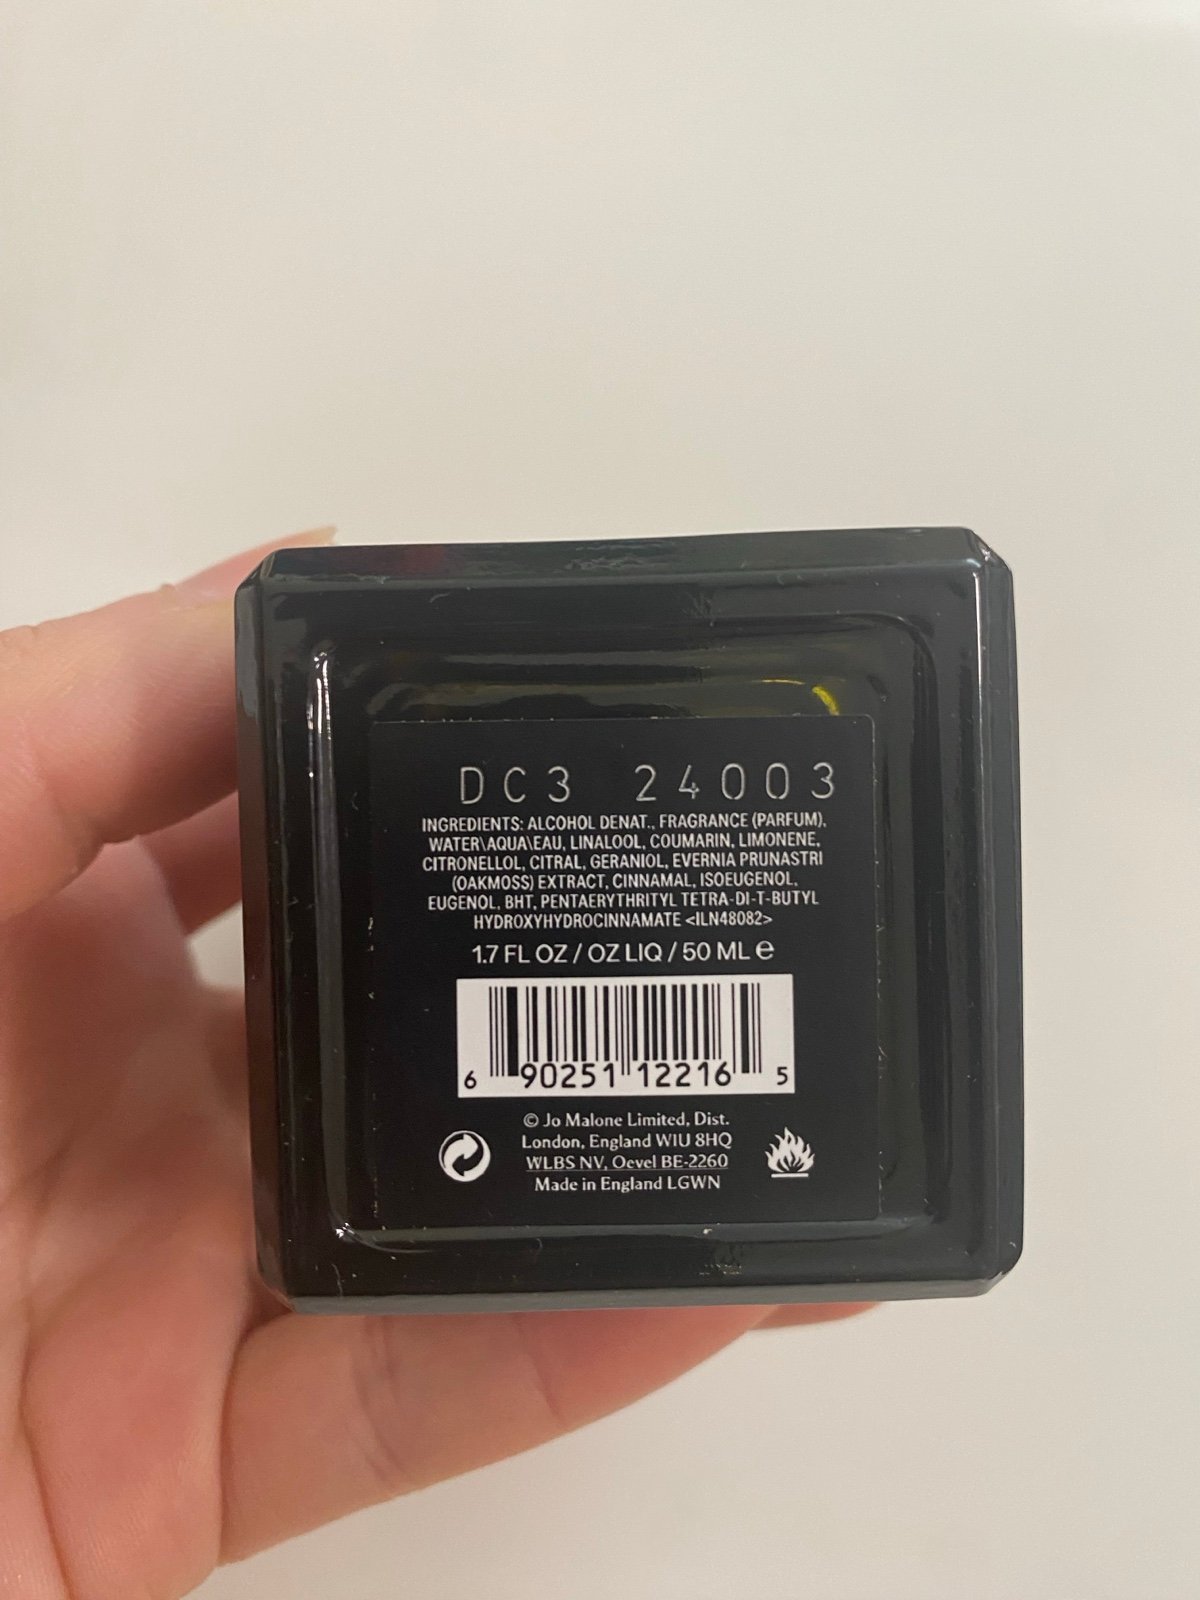 DC3 24003
INGREDIENTS: ALCOHOL DENAT., FRAGRANCE (PARFUM),
WATER\AQUA\EAU, LINALOOL, COUMARIN, LIMONENE,
CITRONELLOL, CITRAL, GERANIOL, EVERNIA PRUNASTRI
(OAKMOSS) EXTRACT, CINNAMAL, ISOEUGENOL,
EUGENOL, BHT, PENTAERYTHRITYL TETRA-DI-T-BUTYL
HYDROXYHYDROCINNAMATE <ILN48082>
1.7 FL OZ / OZ LIQ / 50 ML e
6 90251 12216 5
© Jo Malone Limited, Dist.
London, England W1U 8HQ
WLBS NV, Oevel BE-2260
Made in England LGWN